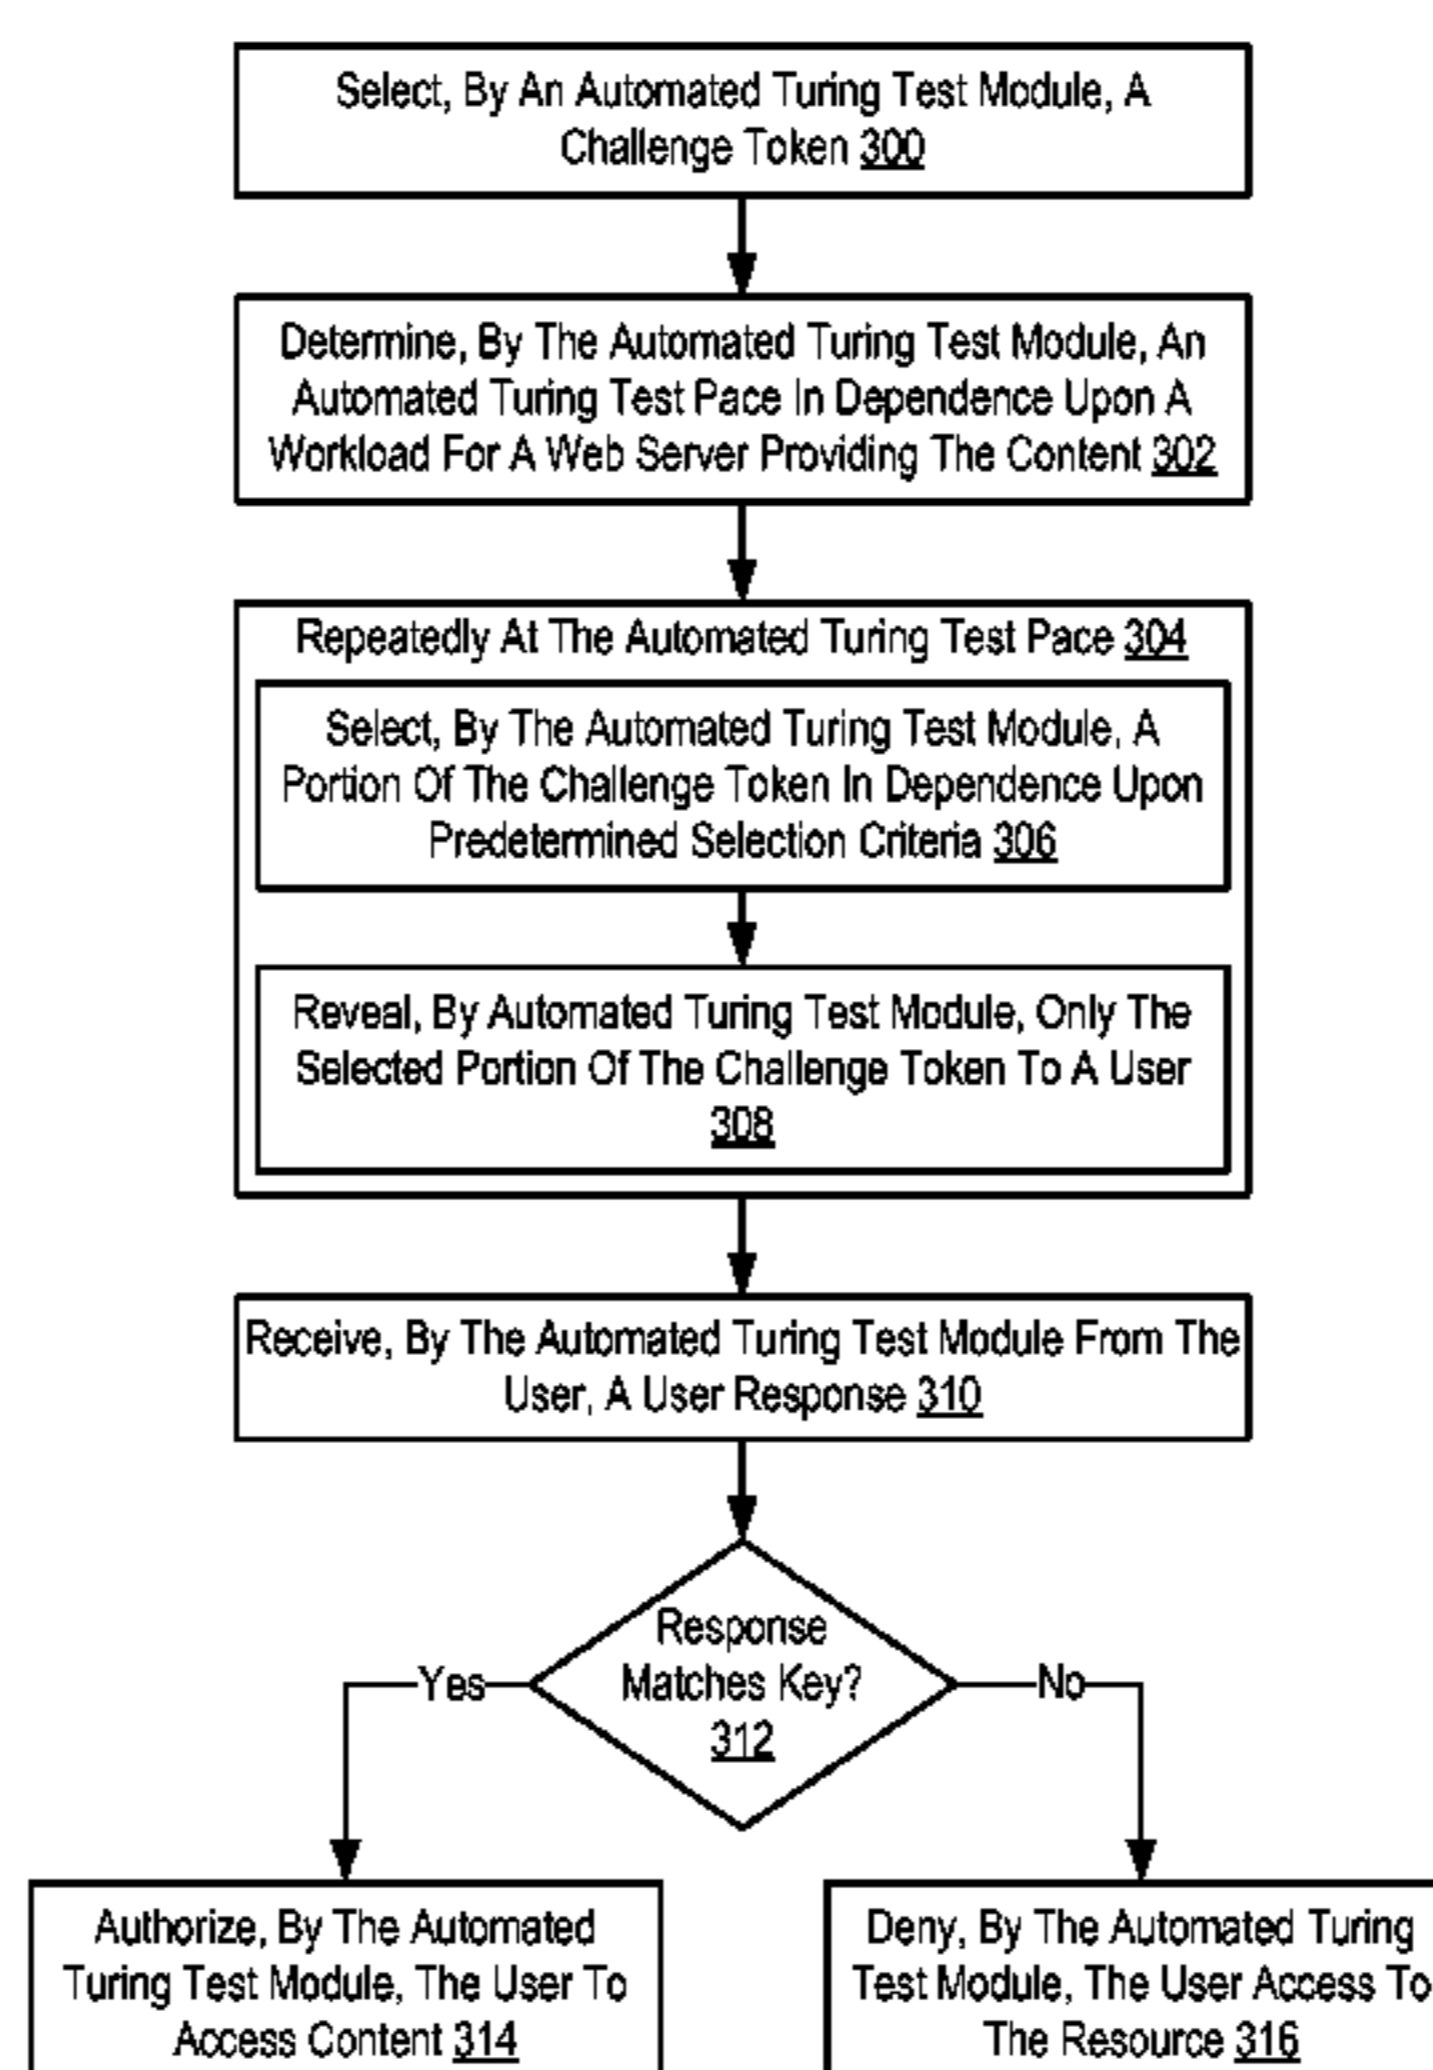 Select, By An Automated Turing Test Module, A
Challenge Token 300
Determine, By The Automated Turing Test Module, An
Automated Turing Test Pace In Dependence Upon A
Workload For A Web Server Providing The Content 302
Repeatedly At The Automated Turing Test Pace 304
Select, By The Automated Turing Test Module, A
Portion Of The Challenge Token In Dependence Upon
Predetermined Selection Criteria 306
Reveal, By Automated Turing Test Module, Only The
Selected Portion Of The Challenge Token To A User
308
Receive, By The Automated Turing Test Module From The
User, A User Response 310
Response
Matches Key?
312
Yes
No
Authorize, By The Automated
Turing Test Module, The User To
Access Content 314
Deny, By The Automated Turing
Test Module, The User Access To
The Resource 316